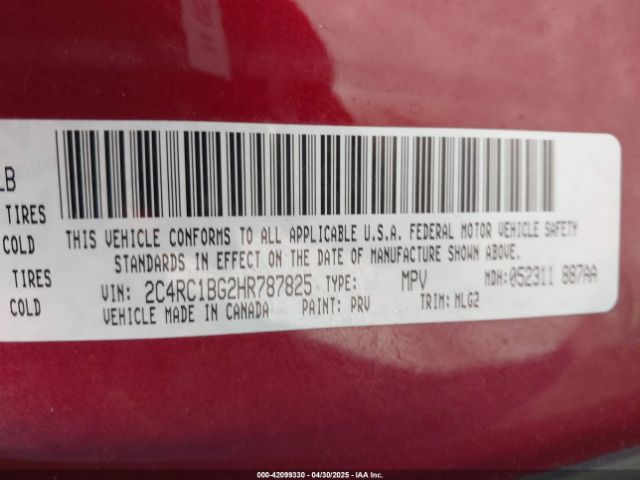 LB
TIRES
COLD
TIRES
COLD
THIS VEHICLE CONFORMS TO ALL APPLICABLE U.S.A. FEDERAL MOTOR VEHICLE SAFETY
STANDARDS IN EFFECT ON THE DATE OF MANUFACTURE SHOWN ABOVE.
VIN: 2C4RC1BG2HR787825 TYPE: MPV MDH:052311 887AA
VEHICLE MADE IN CANADA PAINT: PRV TRIM: MLG2
000-42099330 - 04/30/2025 - IAA Inc.